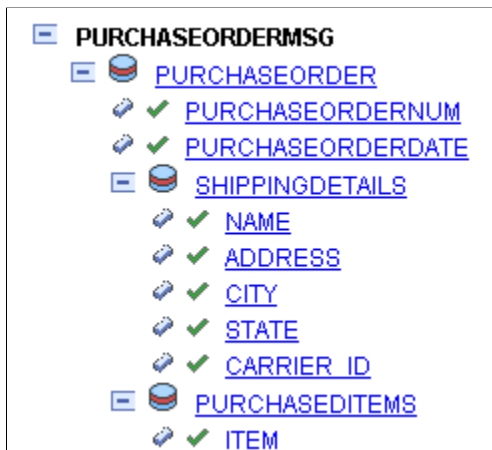 PURCHASEORDERMSG
PURCHASEORDER
PURCHASEORDERNUM
PURCHASEORDERDATE
SHIPPINGDETAILS
NAME
ADDRESS
CITY
STATE
CARRIER_ID
PURCHASEDITEMS
ITEM